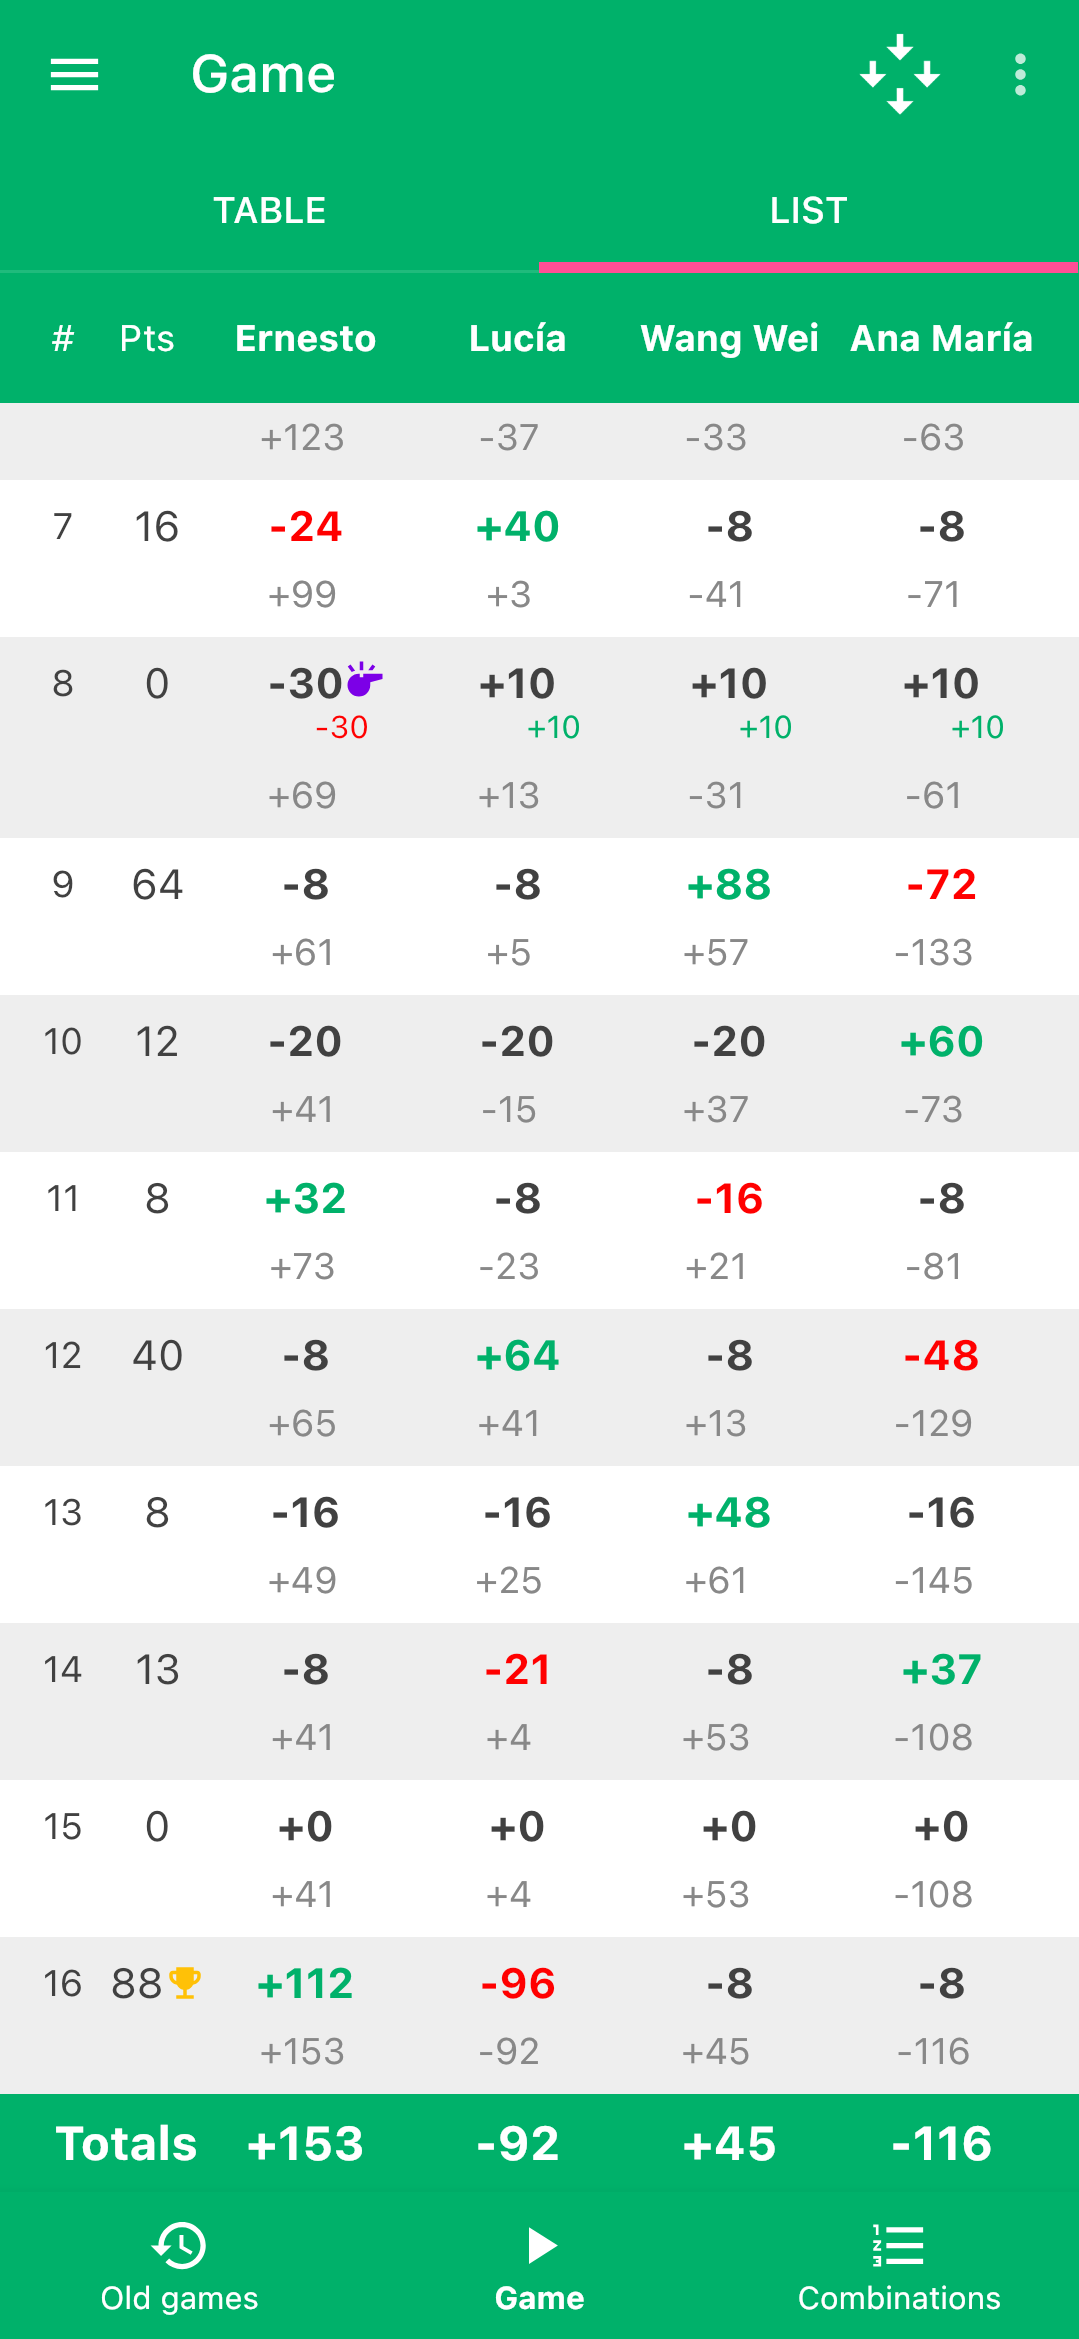 Game
TABLE LIST
# Pts Ernesto Lucía Wang Wei Ana María
+123 -37 -33 -63
7 16 -24 +40 -8 -8
+99 +3 -41 -71
8 0 -30 +10 +10 +10
-30 +10 +10 +10
+69 +13 -31 -61
9 64 -8 -8 +88 -72
+61 +5 +57 -133
10 12 -20 -20 -20 +60
+41 -15 +37 -73
11 8 +32 -8 -16 -8
+73 -23 +21 -81
12 40 -8 +64 -8 -48
+65 +41 +13 -129
13 8 -16 -16 +48 -16
+49 +25 +61 -145
14 13 -8 -21 -8 +37
+41 +4 +53 -108
15 0 +0 +0 +0 +0
+41 +4 +53 -108
16 88 +112 -96 -8 -8
+153 -92 +45 -116
Totals +153 -92 +45 -116
Old games Game Combinations